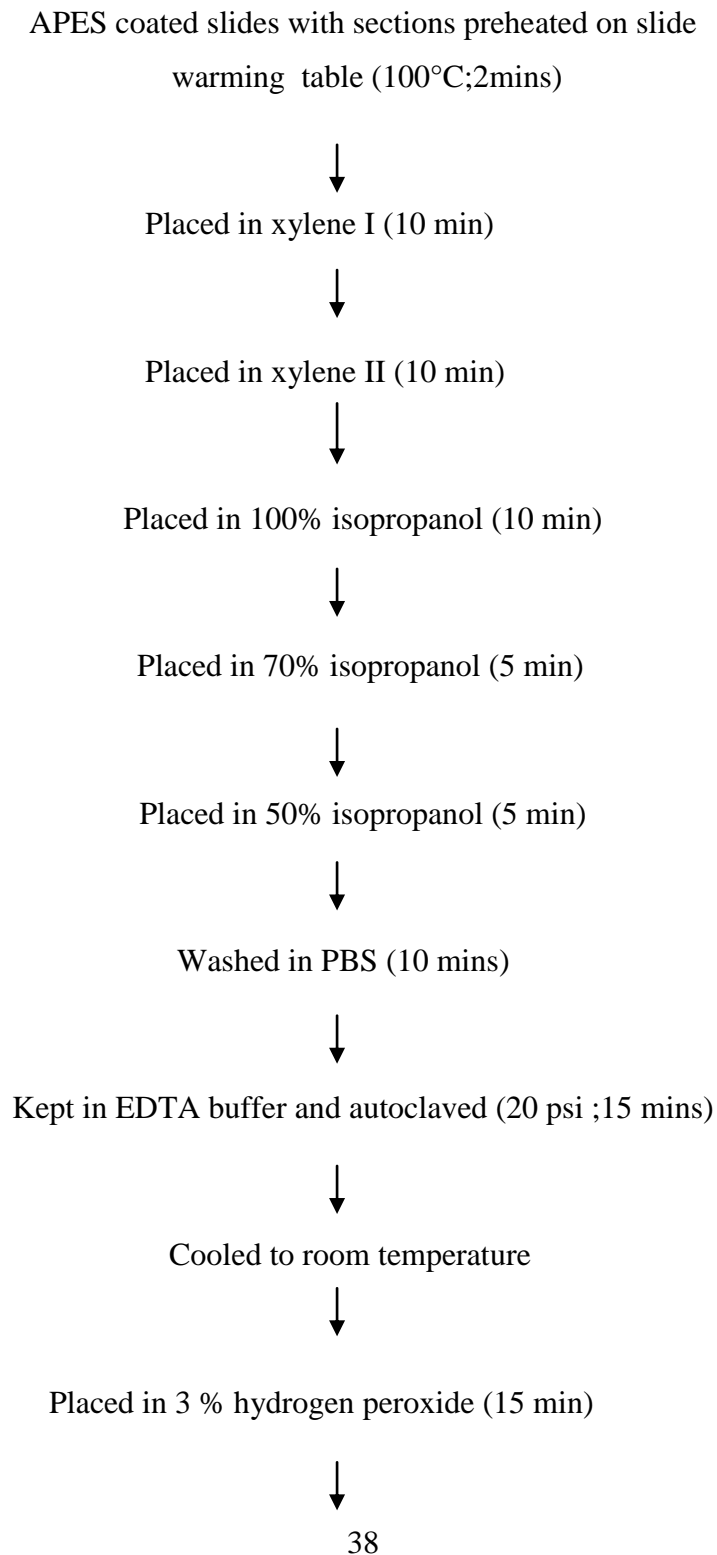 APES coated slides with sections preheated on slide
warming table (100°C;2mins)
Placed in xylene I (10 min)
Placed in xylene II (10 min)
Placed in 100% isopropanol (10 min)
Placed in 70% isopropanol (5 min)
Placed in 50% isopropanol (5 min)
Washed in PBS (10 mins)
Kept in EDTA buffer and autoclaved (20 psi ;15 mins)
Cooled to room temperature
Placed in 3 % hydrogen peroxide (15 min)
38